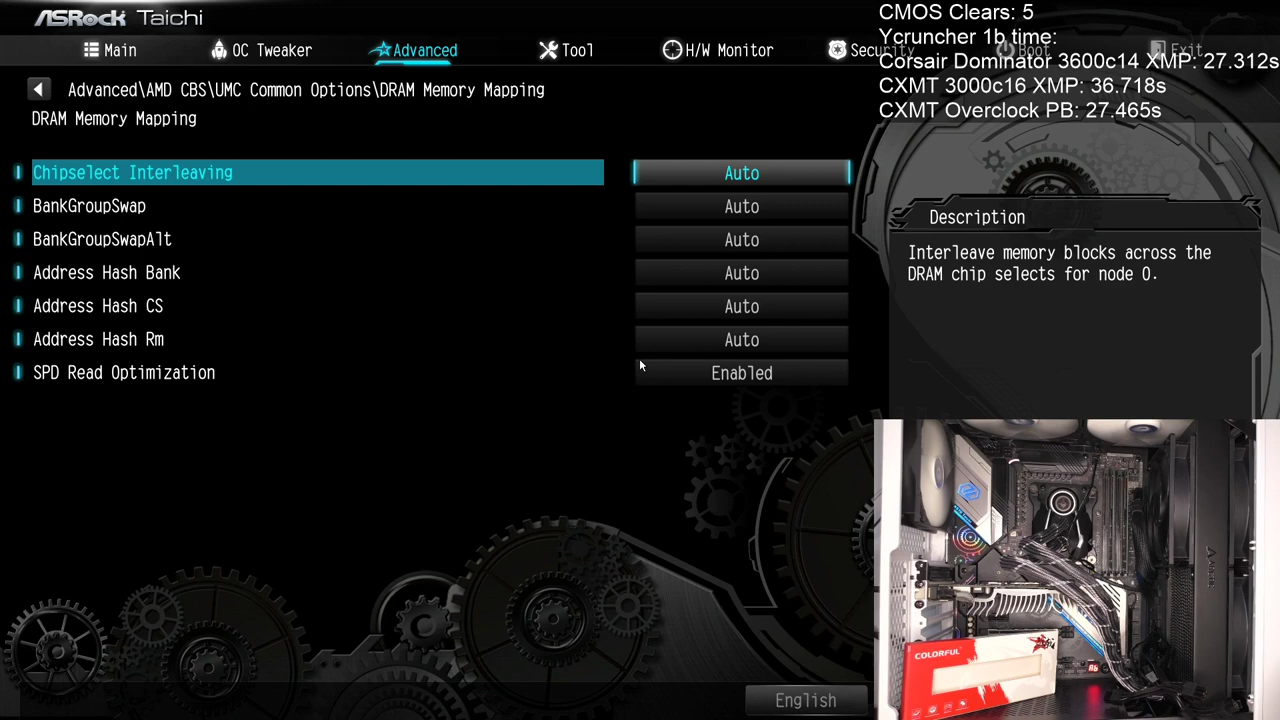 ASRock Taichi
Main
OC Tweaker
Advanced
Tool
H/W Monitor
Security
Boot
Exit
CMOS Clears: 5
Ycruncher 1b time:
Corsair Dominator 3600c14 XMP: 27.312s
CXMT 3000c16 XMP: 36.718s
CXMT Overclock PB: 27.465s
Advanced\AMD CBS\UMC Common Options\DRAM Memory Mapping
DRAM Memory Mapping
Chipselect Interleaving Auto
BankGroupSwap Auto
BankGroupSwapAlt Auto
Address Hash Bank Auto
Address Hash CS Auto
Address Hash Rm Auto
SPD Read Optimization Enabled
Description
Interleave memory blocks across the
DRAM chip selects for node 0.
COLORFUL
English